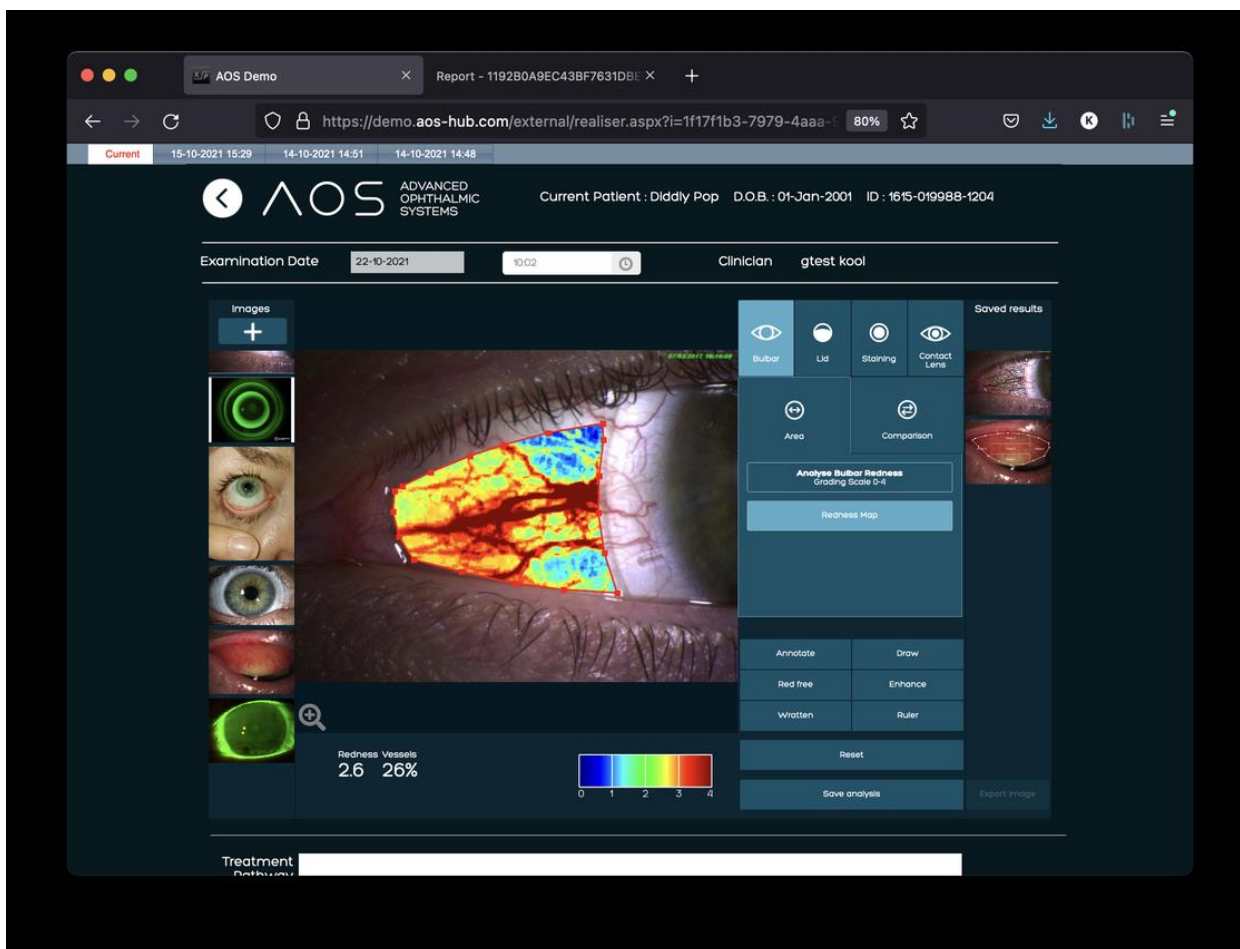 AOS Demo
Report - 1192B0A9EC43BF7631DBE
https://demo.aos-hub.com/external/realiser.aspx?i=1f17f1b3-7979-4aaa-
80%
K
Current 15-10-2021 15:29 14-10-2021 14:51 14-10-2021 14:48
AOS
ADVANCED
OPHTHALMIC
SYSTEMS
Current Patient : Diddly Pop D.O.B. : 01-Jan-2001 ID : 1615-019988-1204
Examination Date 22-10-2021 10:02 Clinician gtest kool
Images
Saved results
Bulbar Lid Staining Contact
Lens
Area Comparison
Analyse Bulbar Redness
Grading Scale 0-4
Redness Map
Annotate Draw
Red free Enhance
Wratten Ruler
Reset
Save analysis
Export Image
Redness Vessels
2.6 26%
0 1 2 3 4
Treatment
Pathway